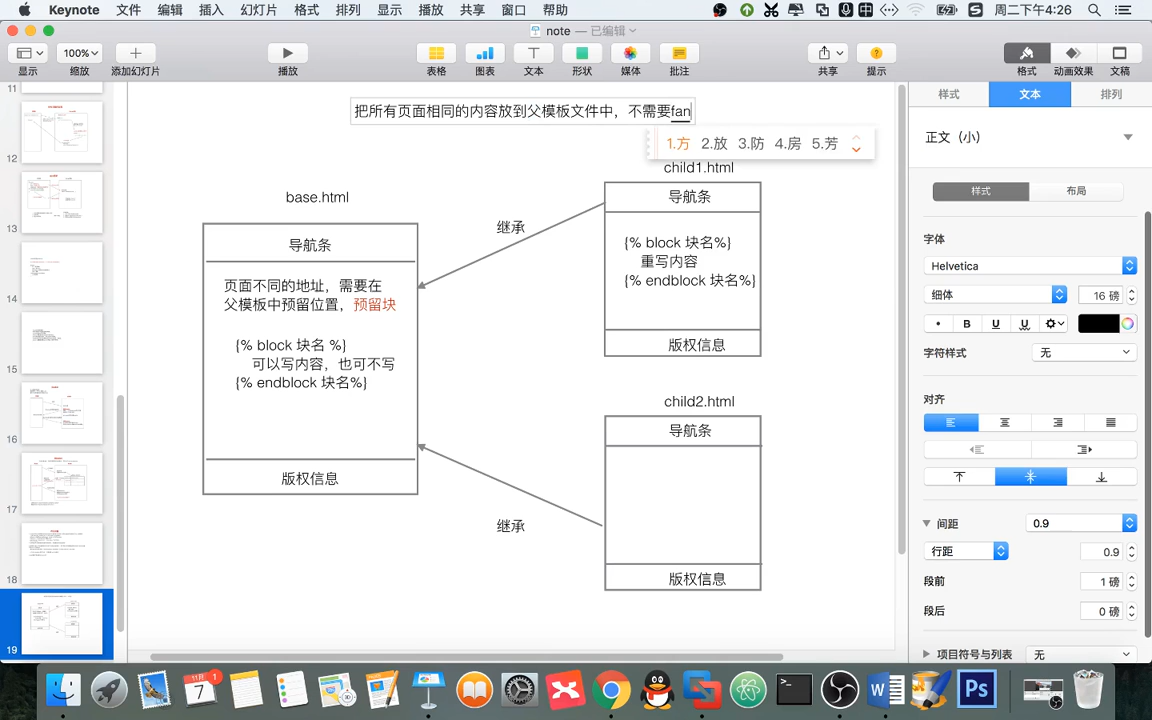 Keynote 文件 编辑 插入 幻灯片 格式 排列 显示 播放 共享 窗口 帮助
周二下午4:26
note — 已编辑
100%
显示 缩放 添加幻灯片 播放 表格 图表 文本 形状 媒体 批注 共享 提示 格式 动画效果 文稿
11
12
13
14
15
16
17
18
19
把所有页面相同的内容放到父模板文件中，不需要fan
1.方 2.放 3.防 4.房 5.芳
base.html
导航条
页面不同的地址，需要在
父模板中预留位置，预留块
{% block 块名 %}
可以写内容，也可不写
{% endblock 块名%}
版权信息
继承
继承
child1.html
导航条
{% block 块名%}
重写内容
{% endblock 块名%}
版权信息
child2.html
导航条
版权信息
样式 文本 排列
正文（小）
样式 布局
字体
Helvetica
细体 16 磅
B U U
字符样式 无
对齐
间距 0.9
行距 0.9
段前 1 磅
段后 0 磅
项目符号与列表 无
11月
7
1
W
Ps